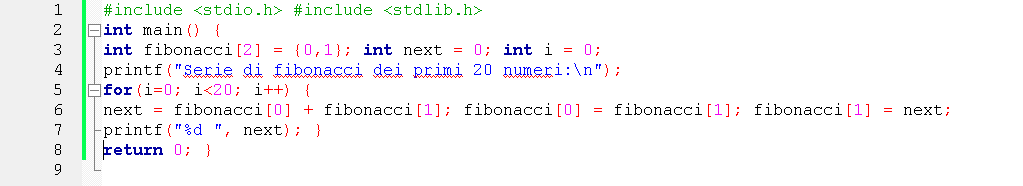 1 #include <stdio.h> #include <stdlib.h>
2 int main() {
3 int fibonacci[2] = {0,1}; int next = 0; int i = 0;
4 printf("Serie di fibonacci dei primi 20 numeri:\n");
5 for(i=0; i<20; i++) {
6 next = fibonacci[0] + fibonacci[1]; fibonacci[0] = fibonacci[1]; fibonacci[1] = next;
7 printf("%d ", next); }
8 return 0; }
9